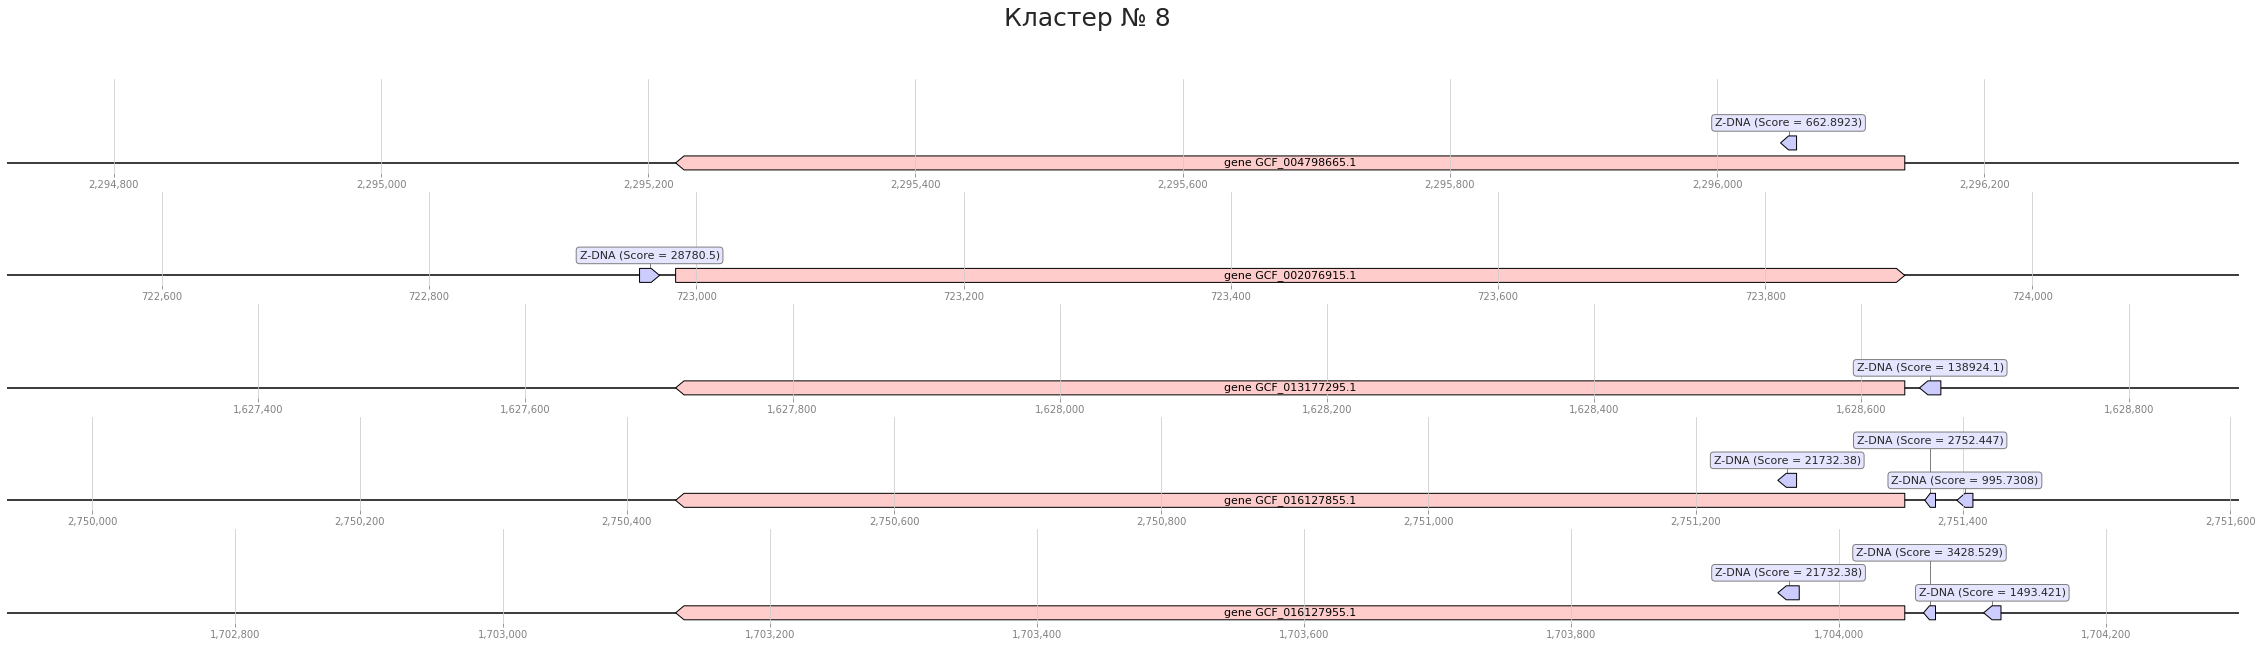 Кластер № 8
Z-DNA (Score = 662.8923)
gene GCF_004798665.1
2,294,800 2,295,000 2,295,200 2,295,400 2,295,600 2,295,800 2,296,000 2,296,200
Z-DNA (Score = 28780.5)
gene GCF_002076915.1
722,600 722,800 723,000 723,200 723,400 723,600 723,800 724,000
Z-DNA (Score = 138924.1)
gene GCF_013177295.1
1,627,400 1,627,600 1,627,800 1,628,000 1,628,200 1,628,400 1,628,600 1,628,800
Z-DNA (Score = 2752.447)
Z-DNA (Score = 21732.38)
Z-DNA (Score = 995.7308)
gene GCF_016127855.1
2,750,000 2,750,200 2,750,400 2,750,600 2,750,800 2,751,000 2,751,200 2,751,400 2,751,600
Z-DNA (Score = 3428.529)
Z-DNA (Score = 21732.38)
Z-DNA (Score = 1493.421)
gene GCF_016127955.1
1,702,800 1,703,000 1,703,200 1,703,400 1,703,600 1,703,800 1,704,000 1,704,200